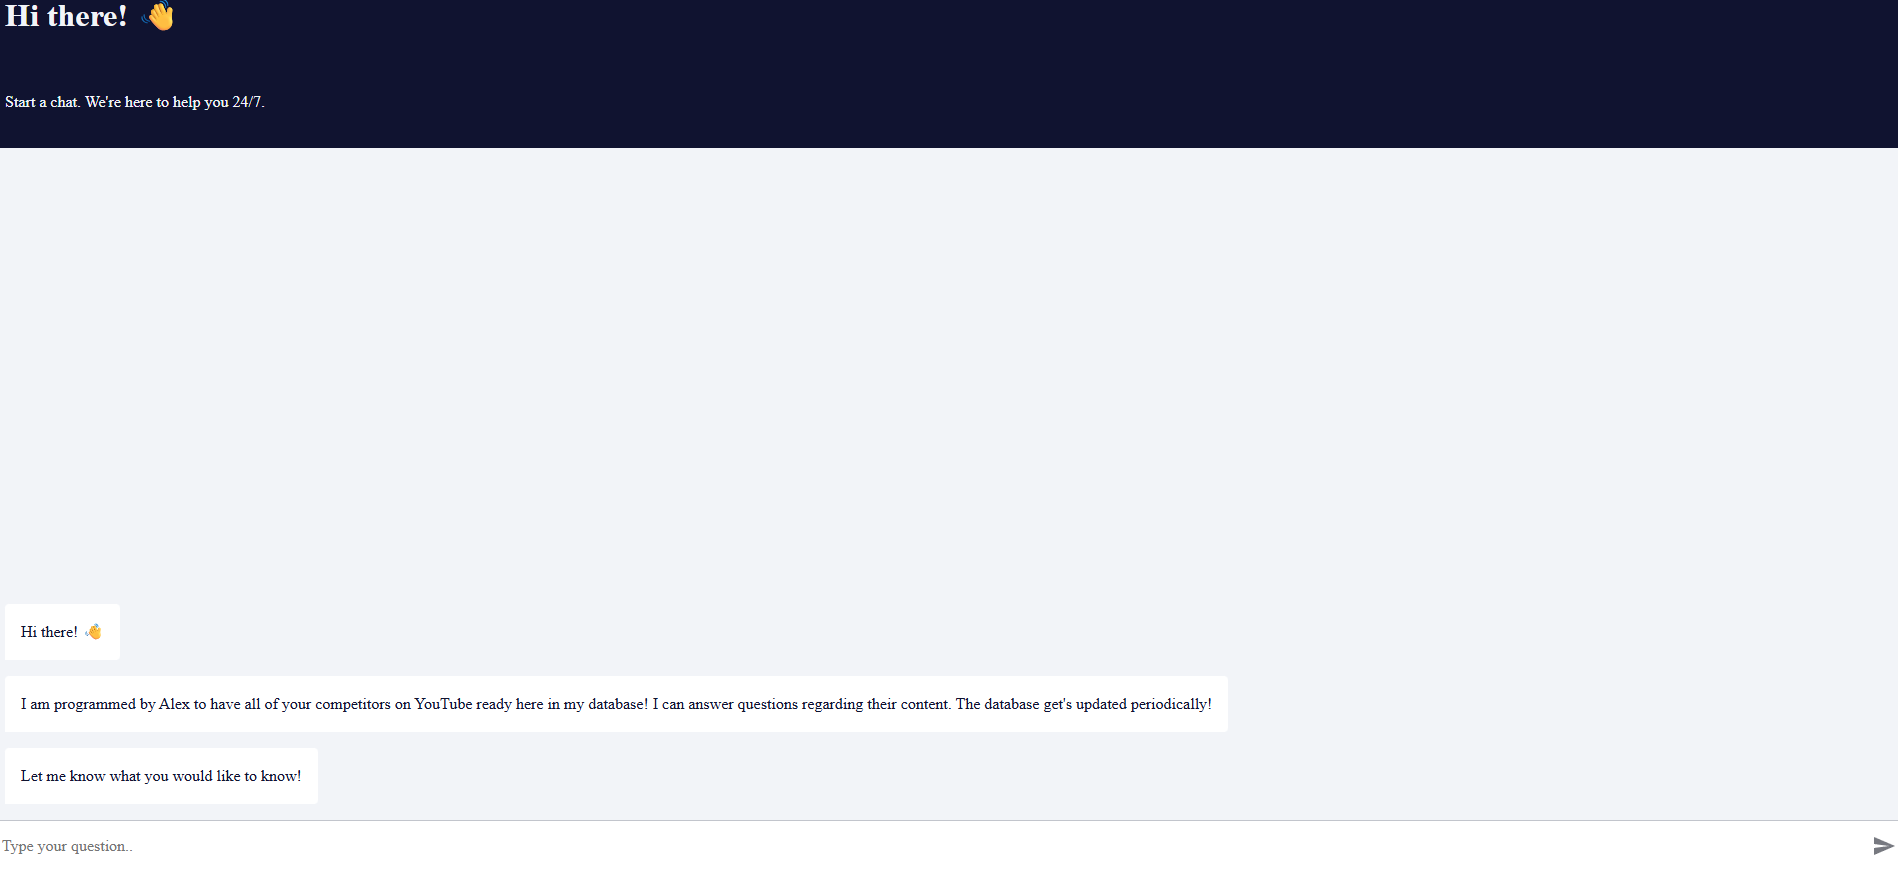 Hi there! 👋
Start a chat. We're here to help you 24/7.
Hi there! 👋
I am programmed by Alex to have all of your competitors on YouTube ready here in my database! I can answer questions regarding their content. The database get's updated periodically!
Let me know what you would like to know!
Type your question..